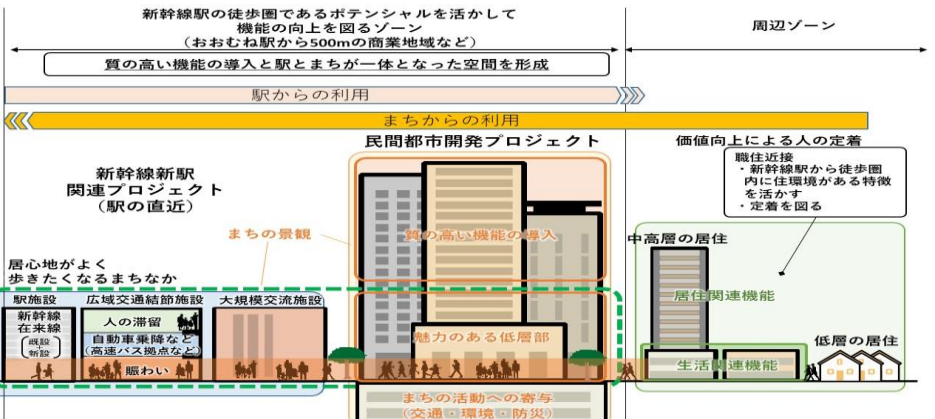 新幹線駅の徒歩圏であるポテンシャルを活かして
機能の向上を図るゾーン
(おおむね駅から500mの商業地域など)
周辺ゾーン
質の高い機能の導入と駅とまちが一体となった空間を形成
駅からの利用
まちからの利用
民間都市開発プロジェクト
価値向上による人の定着
職住近接
・新幹線駅から徒歩圏
内に住環境がある特徴
を活かす
・定着を図る
新幹線新駅
関連プロジェクト
(駅の直近)
まちの景観
質の高い機能の導入
中高層の居住
居心地がよく
歩きたくなるまちなか
駅施設
広域交通結節施設
大規模交流施設
居住関連機能
新幹線
在来線
既設
+
新設
人の滞留
自動車乗降など
(高速バス拠点など)
魅力のある低層部
低層の居住
賑わい
生活関連機能
まちの活動への寄与
(交通・環境・防災)